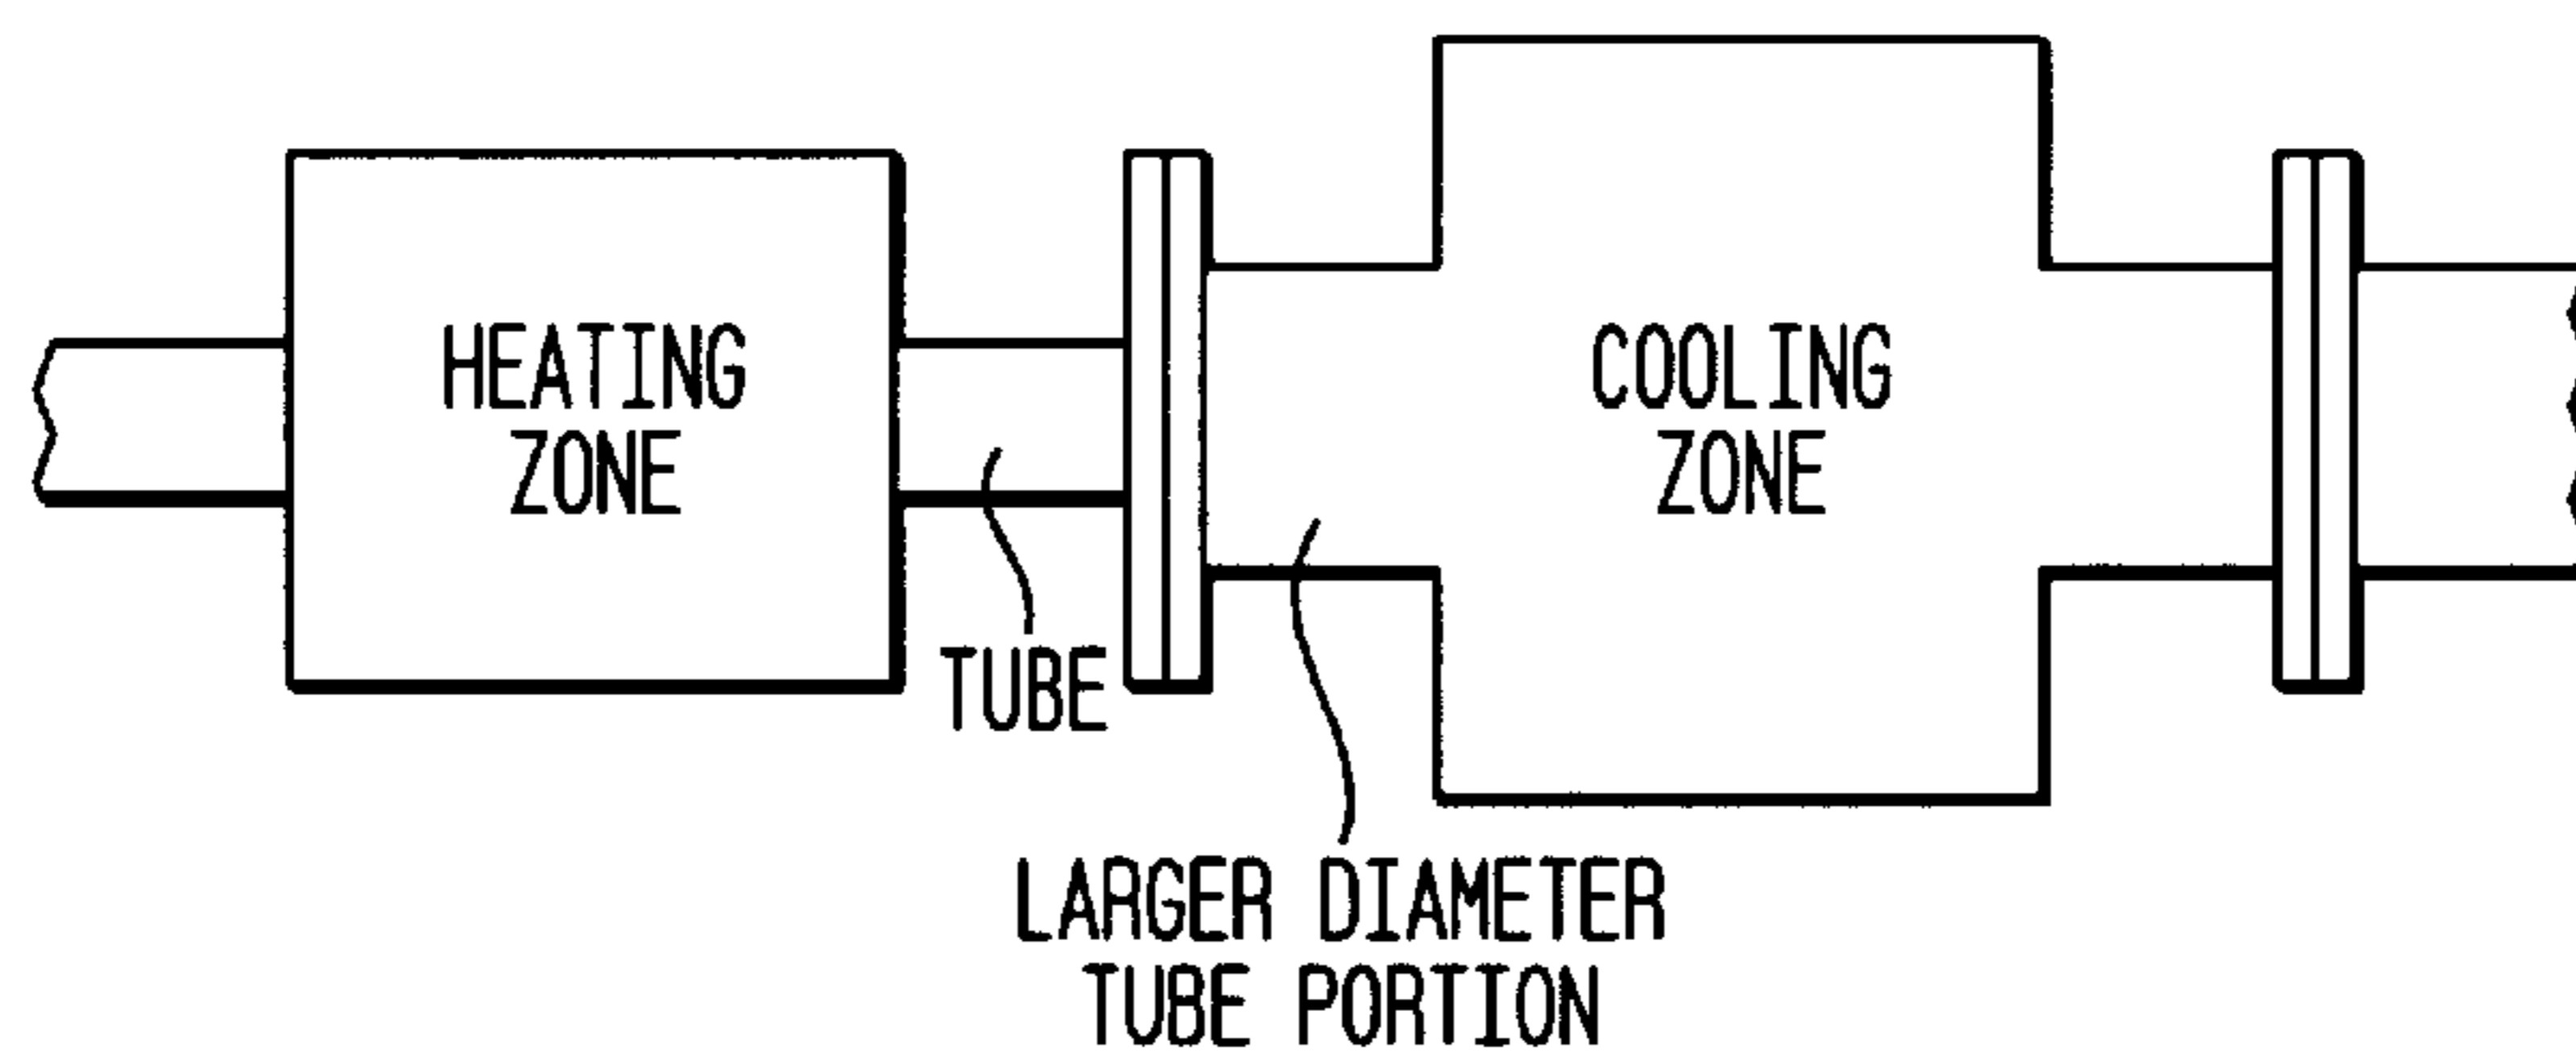 HEATING
ZONE
COOLING
ZONE
TUBE
LARGER DIAMETER
TUBE PORTION